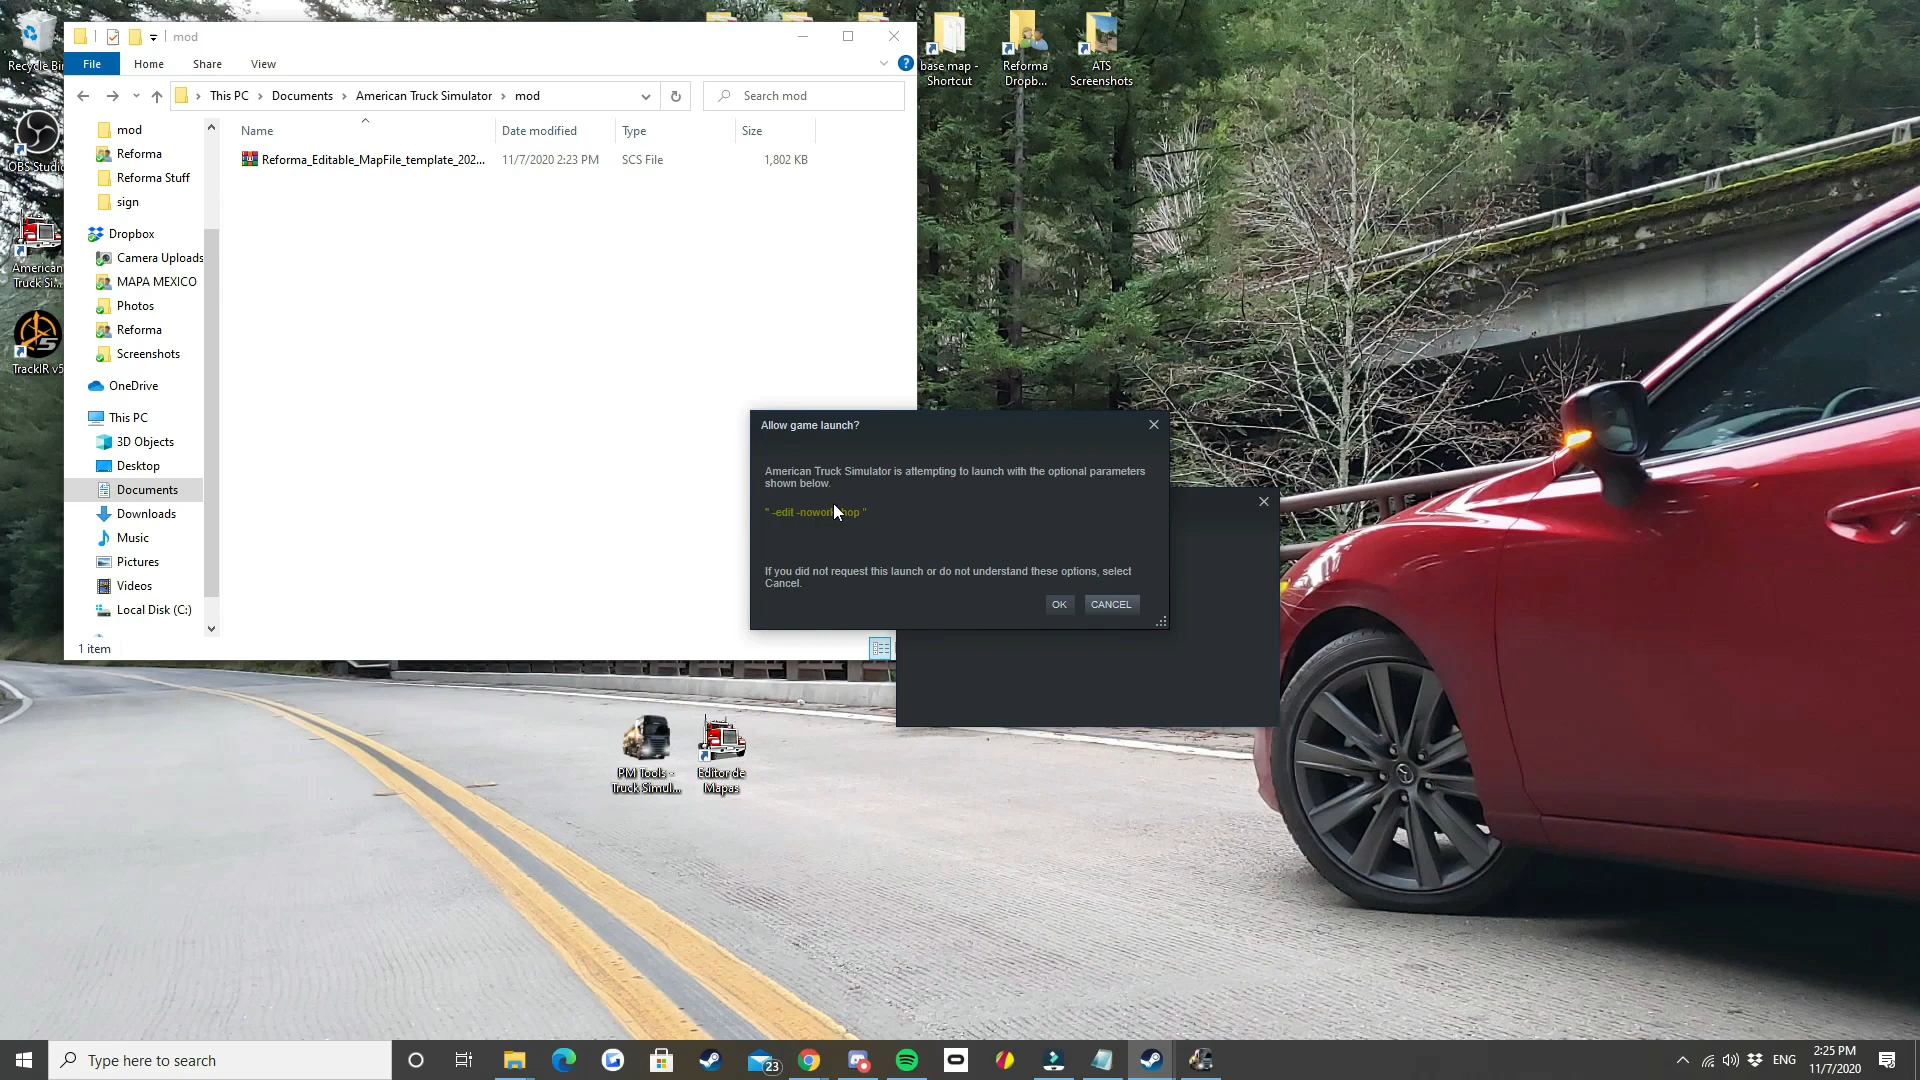 mod
File
Home
Share
View
This PC
Documents
American Truck Simulator
mod
Search mod
Name
Date modified
Type
Size
Reforma_Editable_MapFile_template_202...
11/7/2020 2:23 PM
SCS File
1,802 KB
mod
Reforma
Reforma Stuff
sign
Dropbox
Camera Uploads
MAPA MEXICO
Photos
Reforma
Screenshots
OneDrive
This PC
3D Objects
Desktop
Documents
Downloads
Music
Pictures
Videos
Local Disk (C:)
1 item
Recycle Bin
OBS Studio
American
Truck Si...
TrackIR v5
base map -
Shortcut
Reforma
Dropb...
ATS
Screenshots
Allow game launch?
American Truck Simulator is attempting to launch with the optional parameters
shown below.
" -edit -noworkshop "
If you did not request this launch or do not understand these options, select
Cancel.
OK
CANCEL
PM Tools -
Truck Simul...
Editor de
Mapas
Type here to search
23
ENG
2:25 PM
11/7/2020